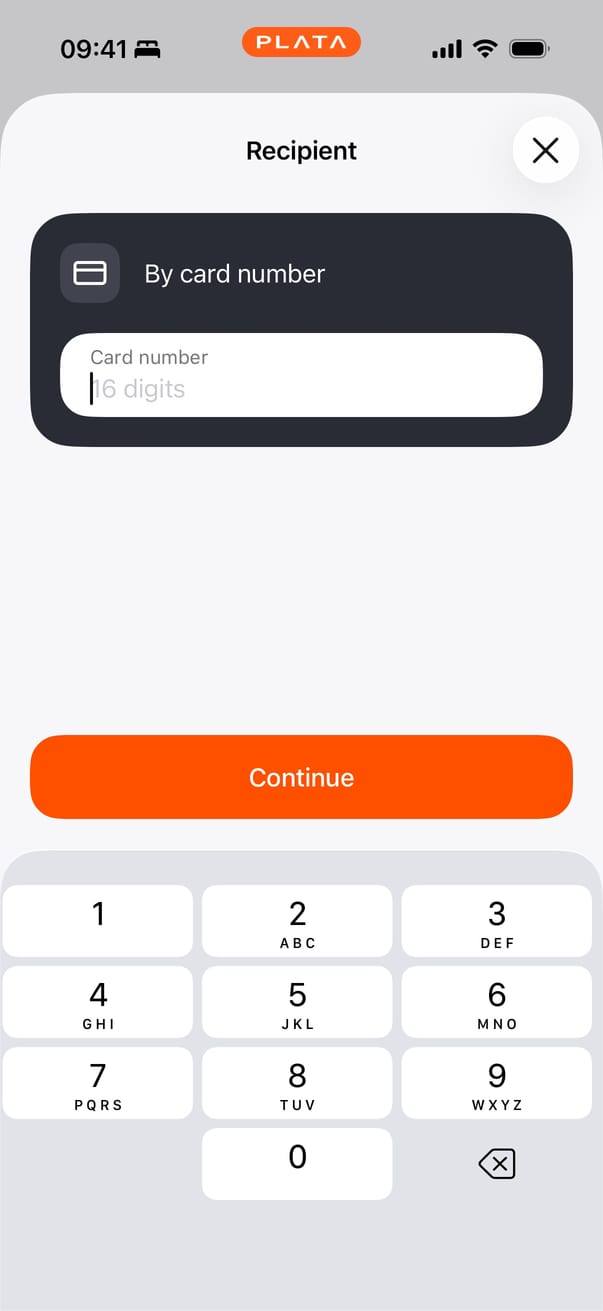 09:41
PLATA
Recipient
By card number
Card number
16 digits
Continue
1
2
ABC
3
DEF
4
GHI
5
JKL
6
MNO
7
PQRS
8
TUV
9
WXYZ
0